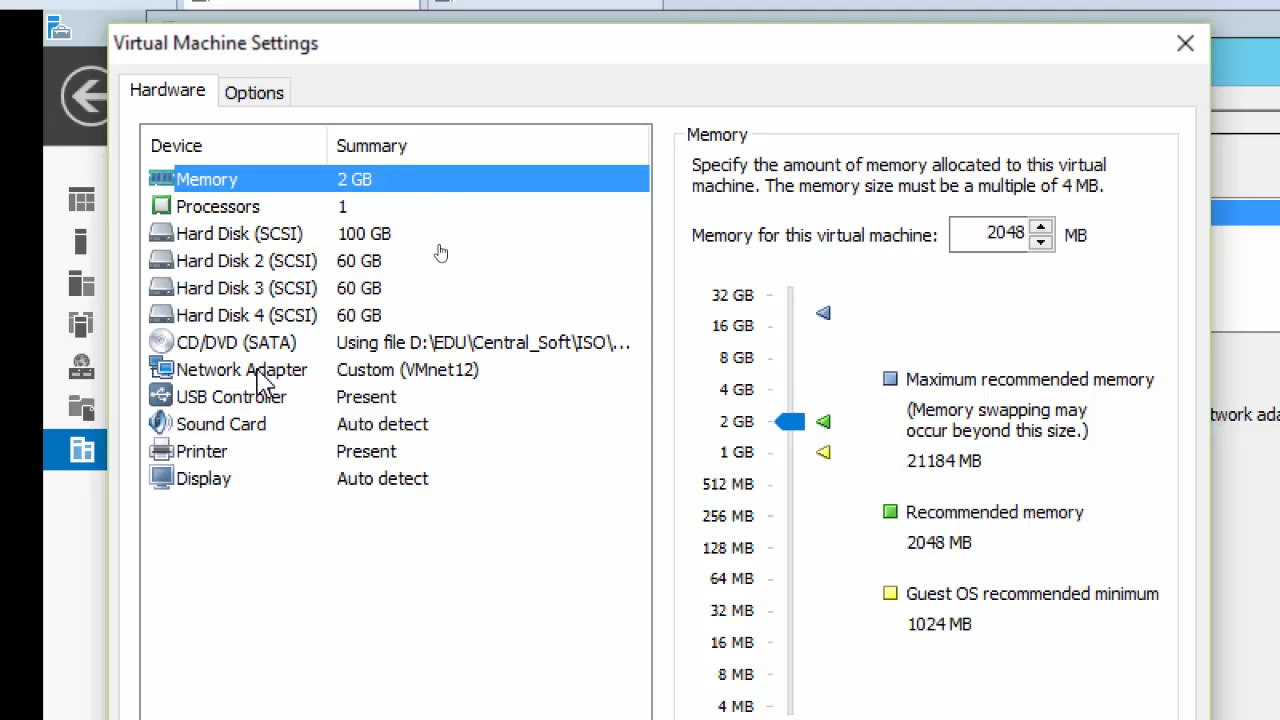 Virtual Machine Settings
Hardware
Options
Device Summary
Memory 2 GB
Processors 1
Hard Disk (SCSI) 100 GB
Hard Disk 2 (SCSI) 60 GB
Hard Disk 3 (SCSI) 60 GB
Hard Disk 4 (SCSI) 60 GB
CD/DVD (SATA) Using file D:\EDU\Central_Soft\ISO\...
Network Adapter Custom (VMnet12)
USB Controller Present
Sound Card Auto detect
Printer Present
Display Auto detect
Memory
Specify the amount of memory allocated to this virtual
machine. The memory size must be a multiple of 4 MB.
Memory for this virtual machine: 2048 MB
32 GB
16 GB
8 GB
4 GB
2 GB
1 GB
512 MB
256 MB
128 MB
64 MB
32 MB
16 MB
8 MB
4 MB
Maximum recommended memory
(Memory swapping may
occur beyond this size.)
21184 MB
Recommended memory
2048 MB
Guest OS recommended minimum
1024 MB